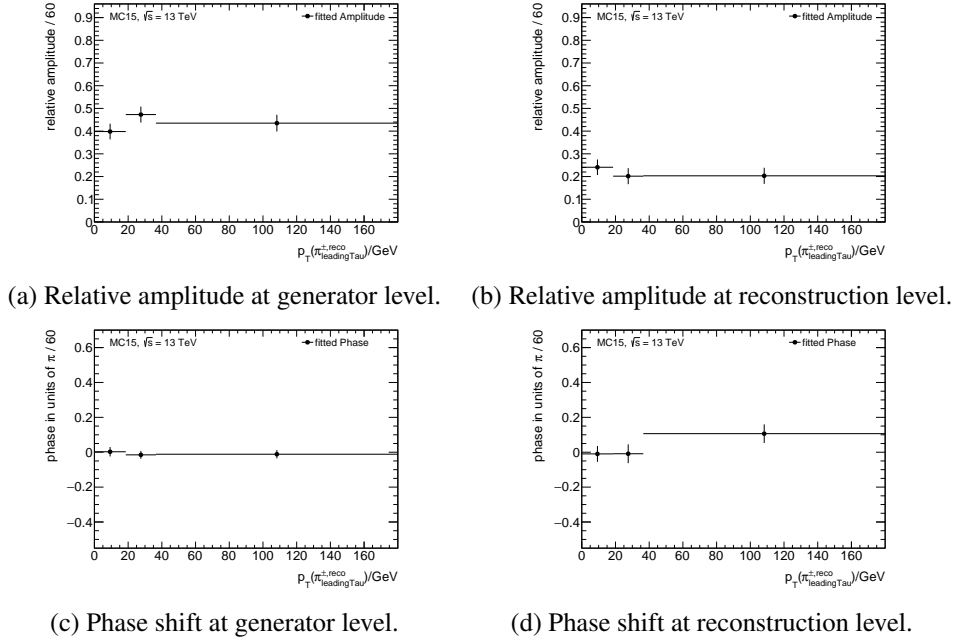 MC15, √s = 13 TeV
fitted Amplitude
relative amplitude / 60
0.9
0.8
0.7
0.6
0.5
0.4
0.3
0.2
0.1
0
0 20 40 60 80 100 120 140 160
p_T(π^{±,reco}_{leadingTau})/GeV
MC15, √s = 13 TeV
fitted Amplitude
relative amplitude / 60
0.9
0.8
0.7
0.6
0.5
0.4
0.3
0.2
0.1
0
0 20 40 60 80 100 120 140 160
p_T(π^{±,reco}_{leadingTau})/GeV
(a) Relative amplitude at generator level.
(b) Relative amplitude at reconstruction level.
MC15, √s = 13 TeV
fitted Phase
phase in units of π / 60
0.6
0.4
0.2
0
−0.2
−0.4
0 20 40 60 80 100 120 140 160
p_T(π^{±,reco}_{leadingTau})/GeV
MC15, √s = 13 TeV
fitted Phase
phase in units of π / 60
0.6
0.4
0.2
0
−0.2
−0.4
0 20 40 60 80 100 120 140 160
p_T(π^{±,reco}_{leadingTau})/GeV
(c) Phase shift at generator level.
(d) Phase shift at reconstruction level.